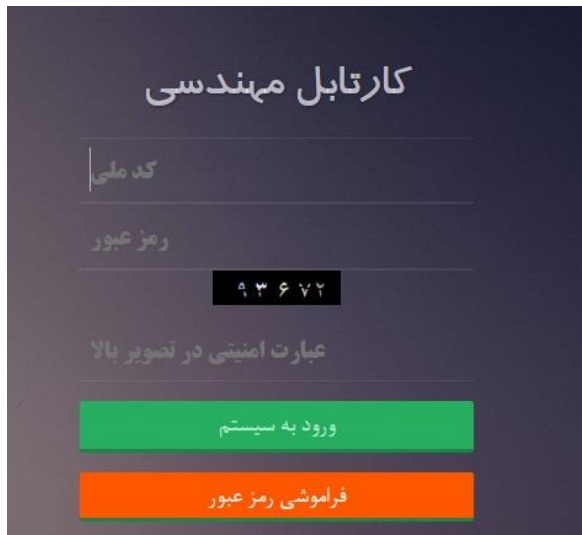 کارتابل مهندسی
کد ملی
رمز عبور
۹۳۶۷۲
عبارت امنیتی در تصویر بالا
ورود به سیستم
فراموشی رمز عبور